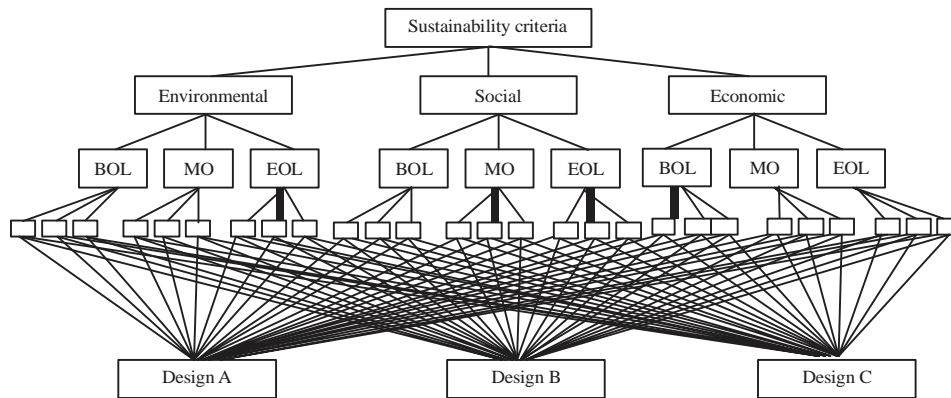 Sustainability criteria
Environmental
Social
Economic
BOL
MO
EOL
BOL
MO
EOL
BOL
MO
EOL
Design A
Design B
Design C